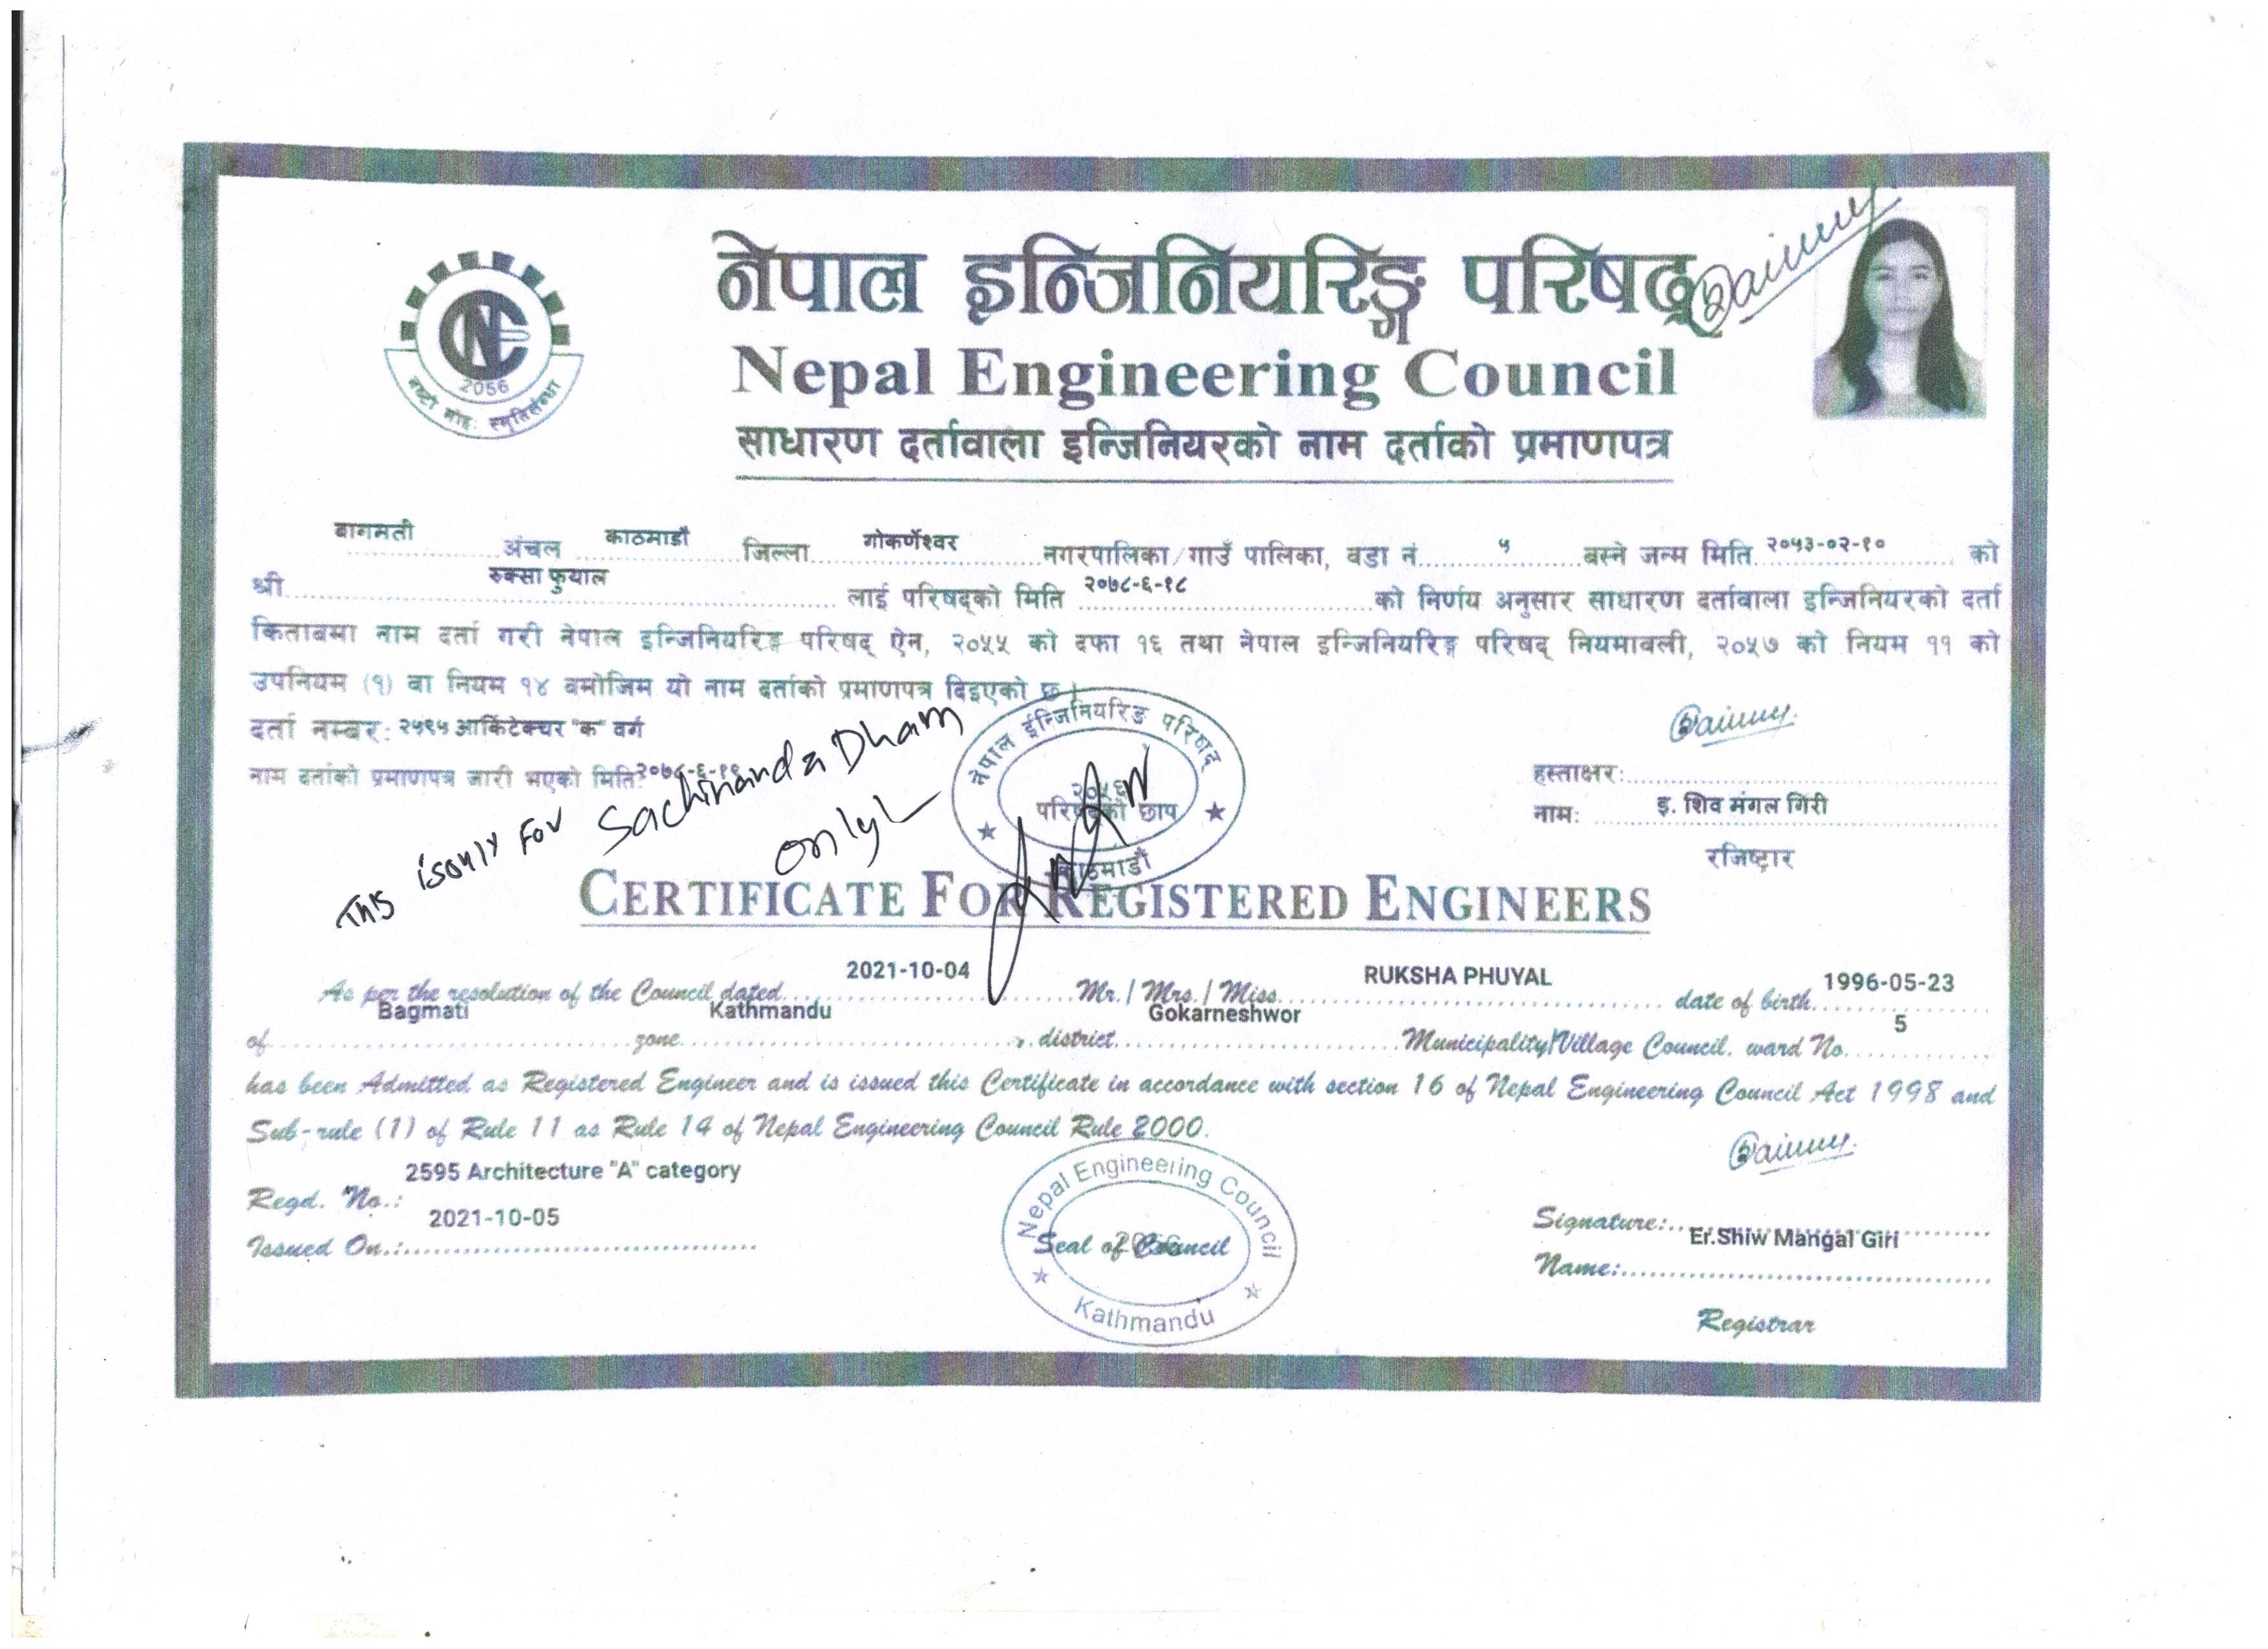 नेपाल इन्जिनियरिङ्ग परिषद्
Nepal Engineering Council
साधारण दर्तावाला इन्जिनियरको नाम दर्ताको प्रमाणपत्र
2056
नष्टो मोहः स्मृतिर्लब्धा
बागमती अंचल काठमाडौ जिल्ला गोकर्णेश्वर नगरपालिका/गाउँ पालिका, वडा नं. ५ बस्ने जन्म मिति २०५३-०२-१० को
श्री रुक्सा फुयाल लाई परिषद्को मिति २०७८-६-१८ को निर्णय अनुसार साधारण दर्तावाला इन्जिनियरको दर्ता
किताबमा नाम दर्ता गरी नेपाल इन्जिनियरिङ्ग परिषद् ऐन, २०५५ को दफा १६ तथा नेपाल इन्जिनियरिङ्ग परिषद् नियमावली, २०५७ को नियम ११ को
उपनियम (१) वा नियम १४ बमोजिम यो नाम दर्ताको प्रमाणपत्र दिइएको छ।
दर्ता नम्बर: २५९५ आर्किटेक्चर "क" वर्ग
नाम दर्ताको प्रमाणपत्र जारी भएको मिति: २०७८-६-१९
नेपाल ईन्जिनियरिङ परिषद
२०५६
परिषद्को छाप
काठमाडौं
हस्ताक्षर:
नाम: इ. शिव मंगल गिरी
रजिष्ट्रार
This is only For Sachinanda Dham
only
CERTIFICATE FOR REGISTERED ENGINEERS
As per the resolution of the Council dated 2021-10-04 Mr./ Mrs./ Miss RUKSHA PHUYAL date of birth 1996-05-23
of Bagmati zone Kathmandu , district Gokarneshwor Municipality/Village Council, ward No. 5
has been Admitted as Registered Engineer and is issued this Certificate in accordance with section 16 of Nepal Engineering Council Act 1998 and
Sub-rule (1) of Rule 11 as Rule 14 of Nepal Engineering Council Rule 2000.
Regd. No.: 2595 Architecture "A" category
Issued On.: 2021-10-05
Nepal Engineering Council
Seal of Council
Kathmandu
Signature:
Name: Er.Shiw Mangal Giri
Registrar